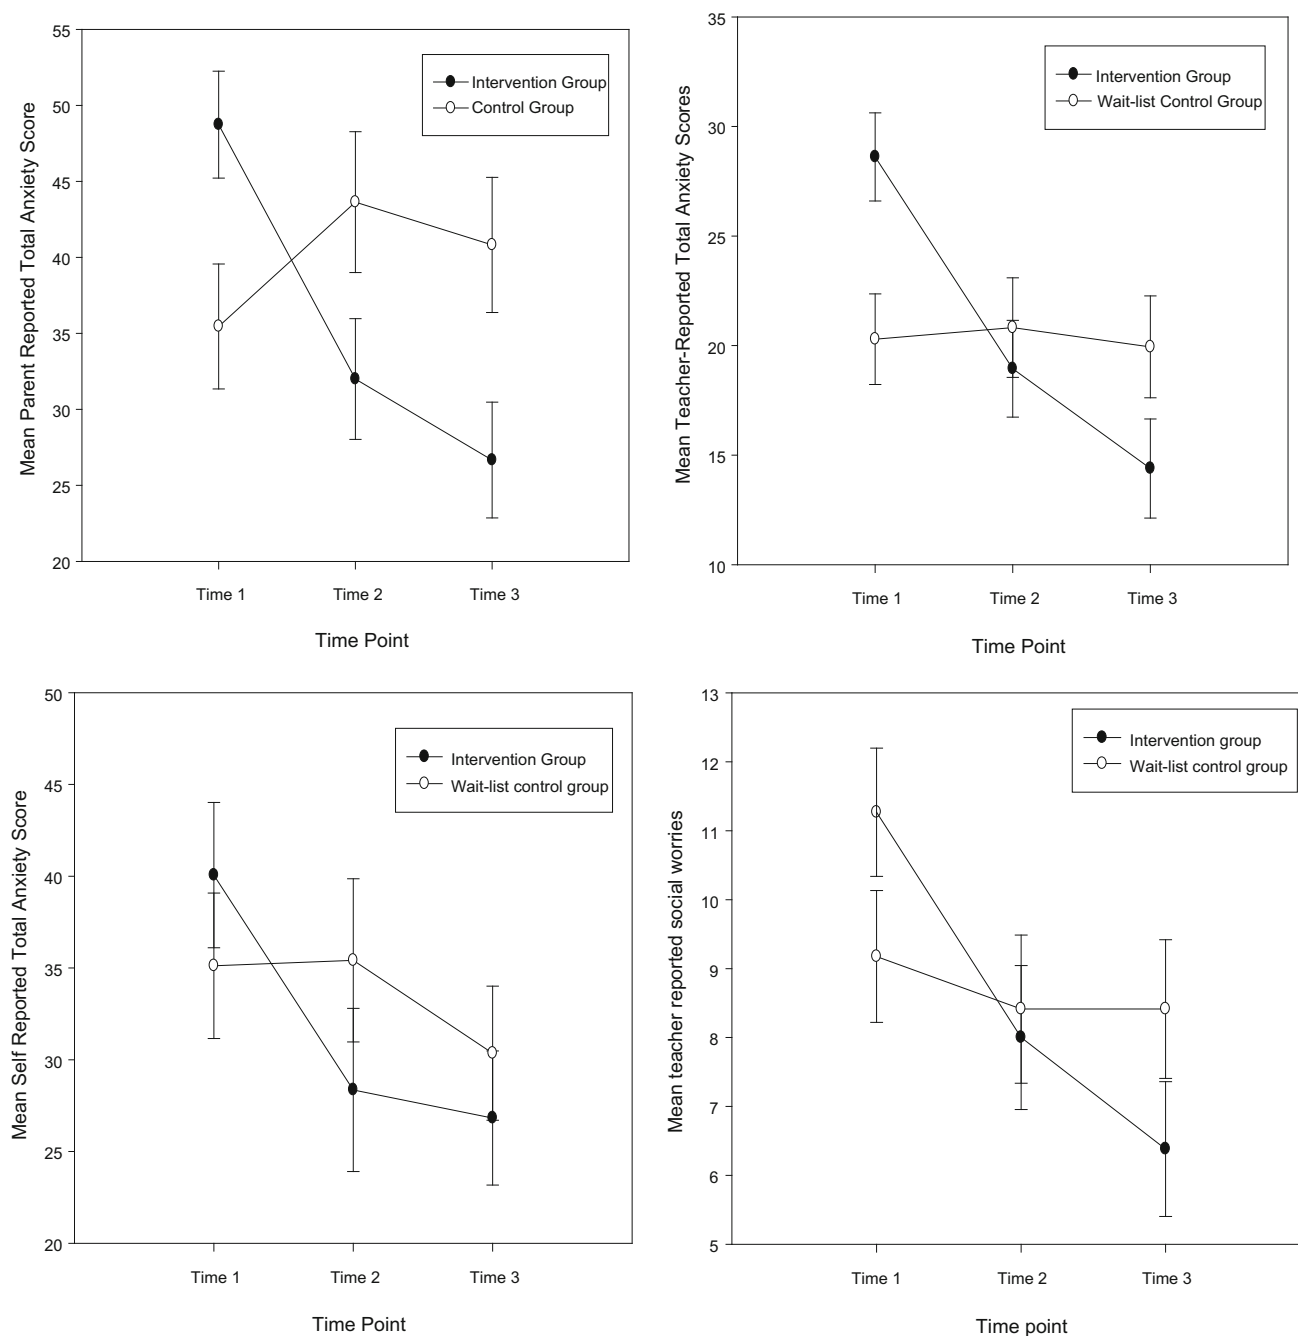 55
50
45
40
35
30
25
20
Mean Parent Reported Total Anxiety Score
Intervention Group
Control Group
Time 1
Time 2
Time 3
Time Point
35
30
25
20
15
10
Mean Teacher-Reported Total Anxiety Scores
Intervention Group
Wait-list Control Group
Time 1
Time 2
Time 3
Time Point
50
45
40
35
30
25
20
Mean Self Reported Total Anxiety Score
Intervention Group
Wait-list control group
Time 1
Time 2
Time 3
Time Point
13
12
11
10
9
8
7
6
5
Mean teacher reported social worries
Intervention group
Wait-list control group
Time 1
Time 2
Time 3
Time point